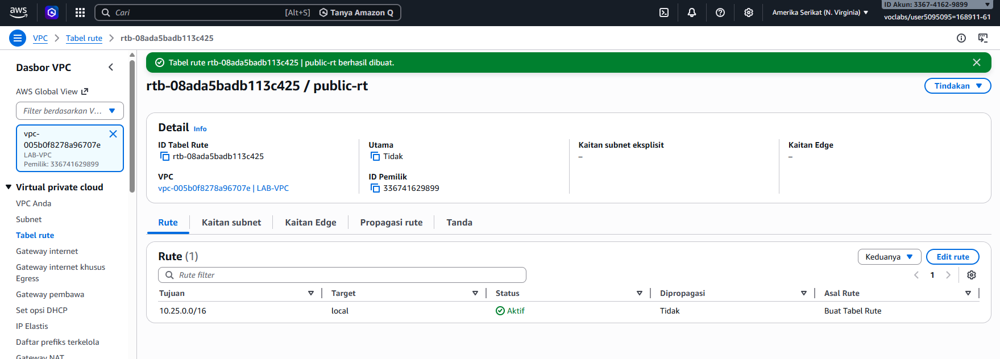 aws
Cari
[Alt+S]
Tanya Amazon Q
Amerika Serikat (N. Virginia)
ID Akun: 3367-4162-9899
voclabs/user5095095=168911-61
VPC
Tabel rute
rtb-08ada5badb113c425
Dasbor VPC
AWS Global View
Filter berdasarkan V...
vpc-
005b0f8278a96707e
LAB-VPC
Pemilik: 336741629899
Virtual private cloud
VPC Anda
Subnet
Tabel rute
Gateway internet
Gateway internet khusus
Egress
Gateway pembawa
Set opsi DHCP
IP Elastis
Daftar prefiks terkelola
Gateway NAT
Tabel rute rtb-08ada5badb113c425 | public-rt berhasil dibuat.
rtb-08ada5badb113c425 / public-rt
Tindakan
Detail Info
ID Tabel Rute
rtb-08ada5badb113c425
Utama
Tidak
Kaitan subnet eksplisit
–
Kaitan Edge
–
VPC
vpc-005b0f8278a96707e | LAB-VPC
ID Pemilik
336741629899
Rute
Kaitan subnet
Kaitan Edge
Propagasi rute
Tanda
Rute (1)
Keduanya
Edit rute
Rute filter
1
Tujuan
Target
Status
Dipropagasi
Asal Rute
10.25.0.0/16
local
Aktif
Tidak
Buat Tabel Rute